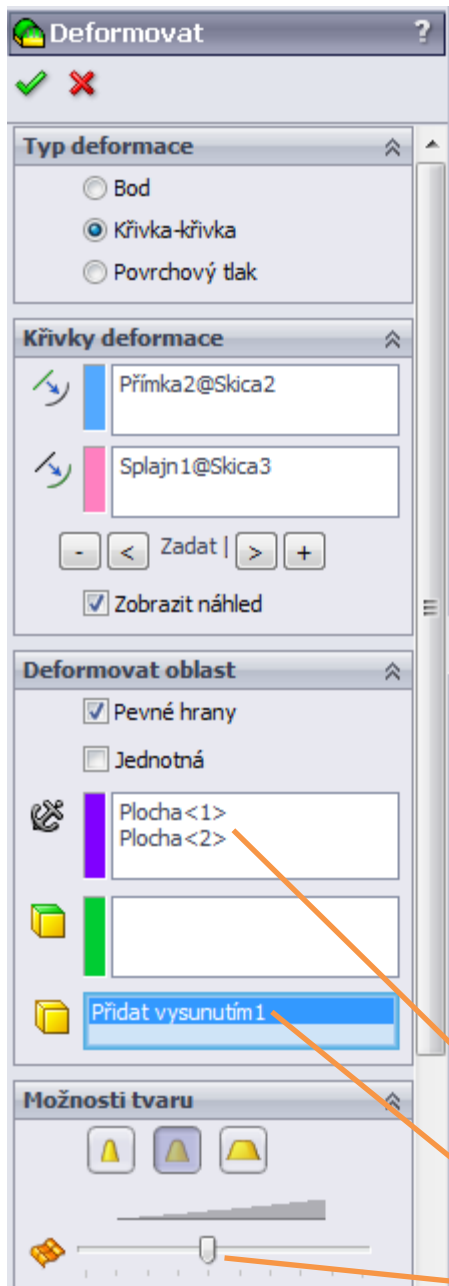 Deformovat ?
Typ deformace
Bod
Křivka-křivka
Povrchový tlak
Křivky deformace
Přímka2@Skica2
Splajn1@Skica3
- < Zadat | > +
Zobrazit náhled
Deformovat oblast
Pevné hrany
Jednotná
Plocha<1>
Plocha<2>
Přidat vysunutím1
Možnosti tvaru